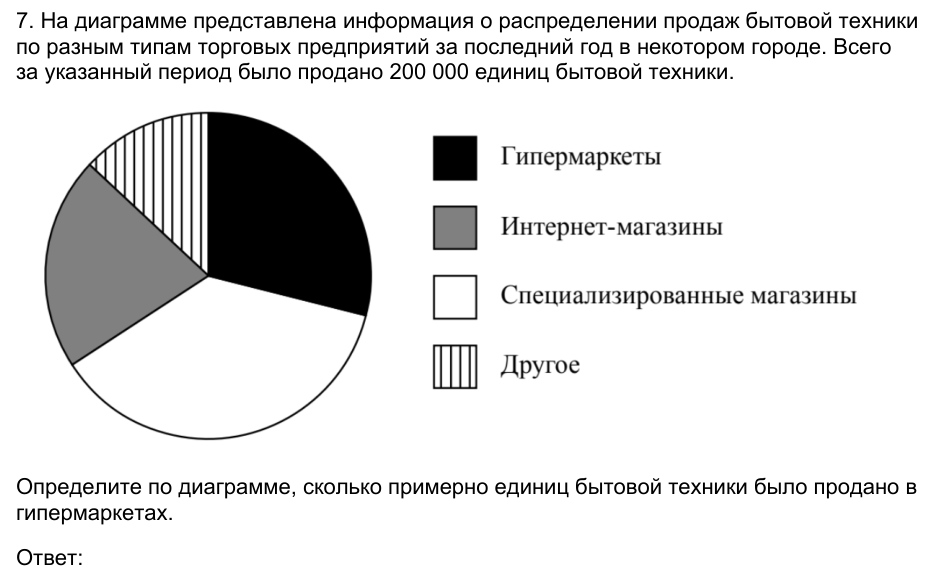 7. На диаграмме представлена информация о распределении продаж бытовой техники
по разным типам торговых предприятий за последний год в некотором городе. Всего
за указанный период было продано 200 000 единиц бытовой техники.
Гипермаркеты
Интернет-магазины
Специализированные магазины
Другое
Определите по диаграмме, сколько примерно единиц бытовой техники было продано в
гипермаркетах.
Ответ: